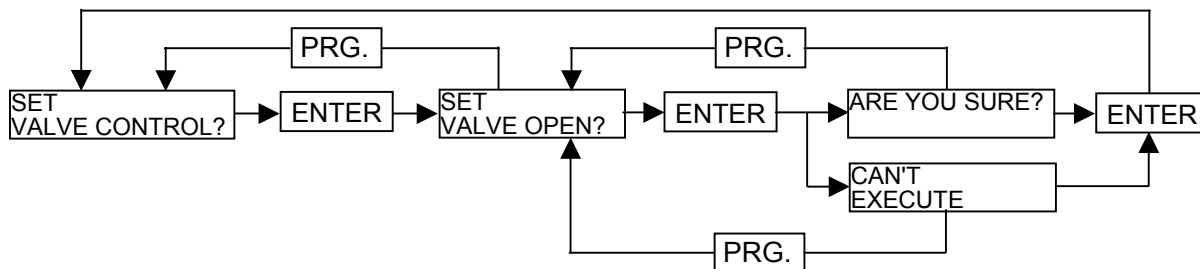 PRG.
PRG.
SET
VALVE CONTROL?
ENTER
SET
VALVE OPEN?
ENTER
ARE YOU SURE?
ENTER
CAN'T
EXECUTE
PRG.